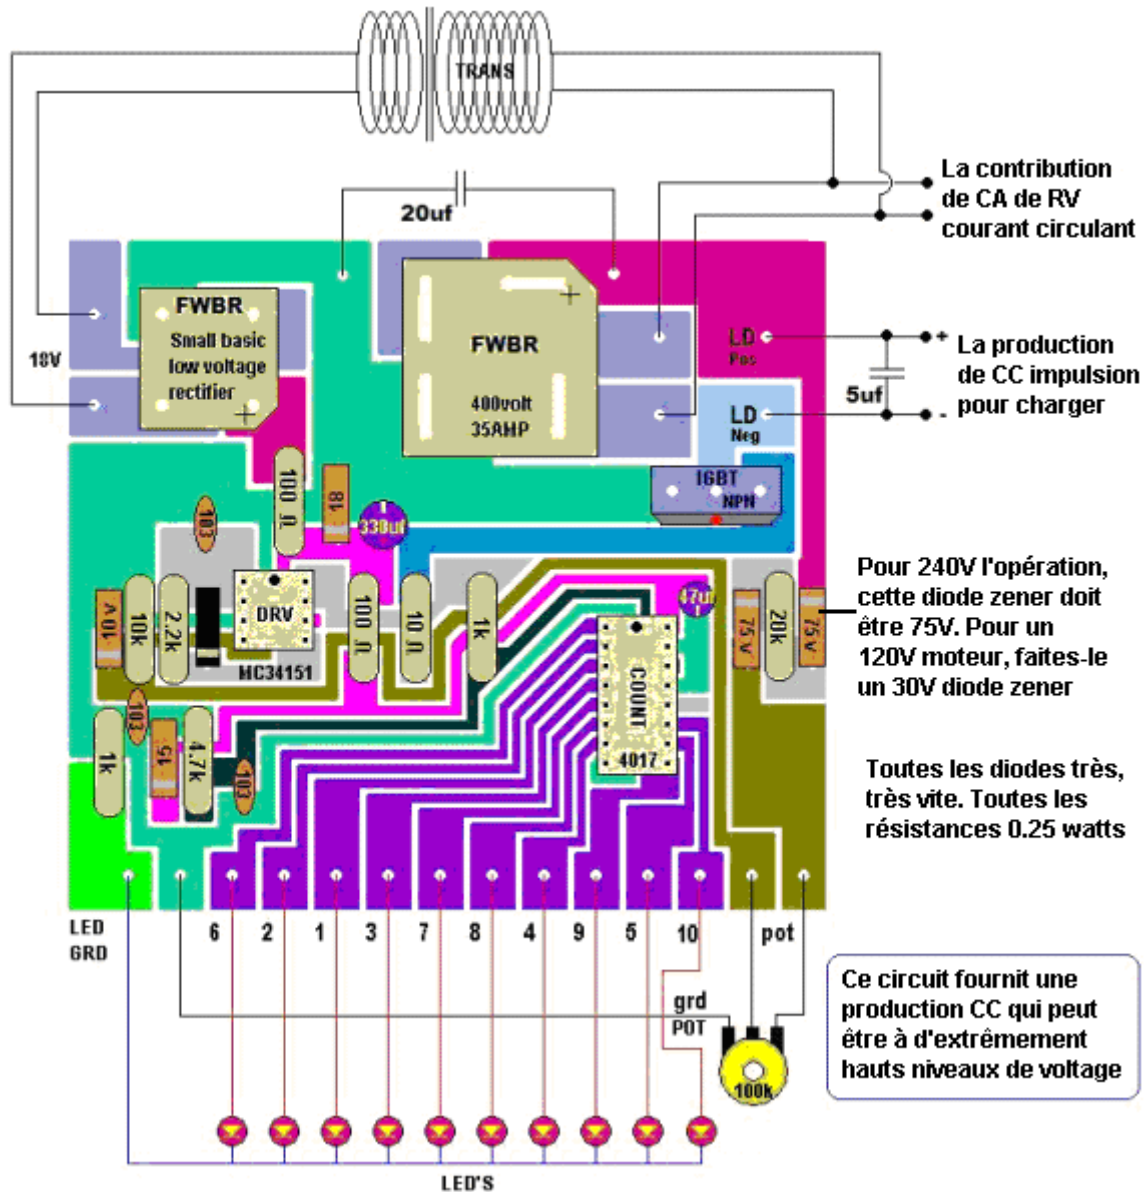 TRANS
La contribution
de CA de RV
courant circulant
20uf
FWBR
Small basic
low voltage
rectifier
18V
FWBR
400volt
35AMP
LD
Pos
+
La production
de CC impulsion
pour charger
5uf
LD
Neg
-
IGBT
NPN
100 Ω
18
330uf
103
Pour 240V l'opération,
cette diode zener doit
être 75V. Pour un
120V moteur, faites-le
un 30V diode zener
10V
10k
2.2k
DRV
MC34151
100 Ω
10 Ω
1k
47uf
75 V
20k
75 V
COUNT
4017
103
1k
15
4.7k
103
Toutes les diodes très,
très vite. Toutes les
résistances 0.25 watts
LED
GRD
6 2 1 3 7 8 4 9 5 10 pot
grd
POT
100k
Ce circuit fournit une
production CC qui peut
être à d'extrêmement
hauts niveaux de voltage
LED'S